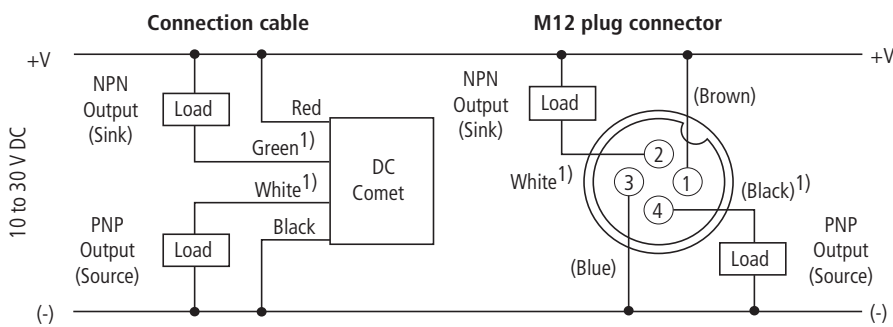 Connection cable
M12 plug connector
+V
+V
10 to 30 V DC
NPN
Output
(Sink)
Load
Red
Green1)
White1)
Black
DC
Comet
PNP
Output
(Source)
Load
NPN
Output
(Sink)
Load
(Brown)
White1)
2
3
1
4
(Black)1)
(Blue)
Load
PNP
Output
(Source)
(-)
(-)